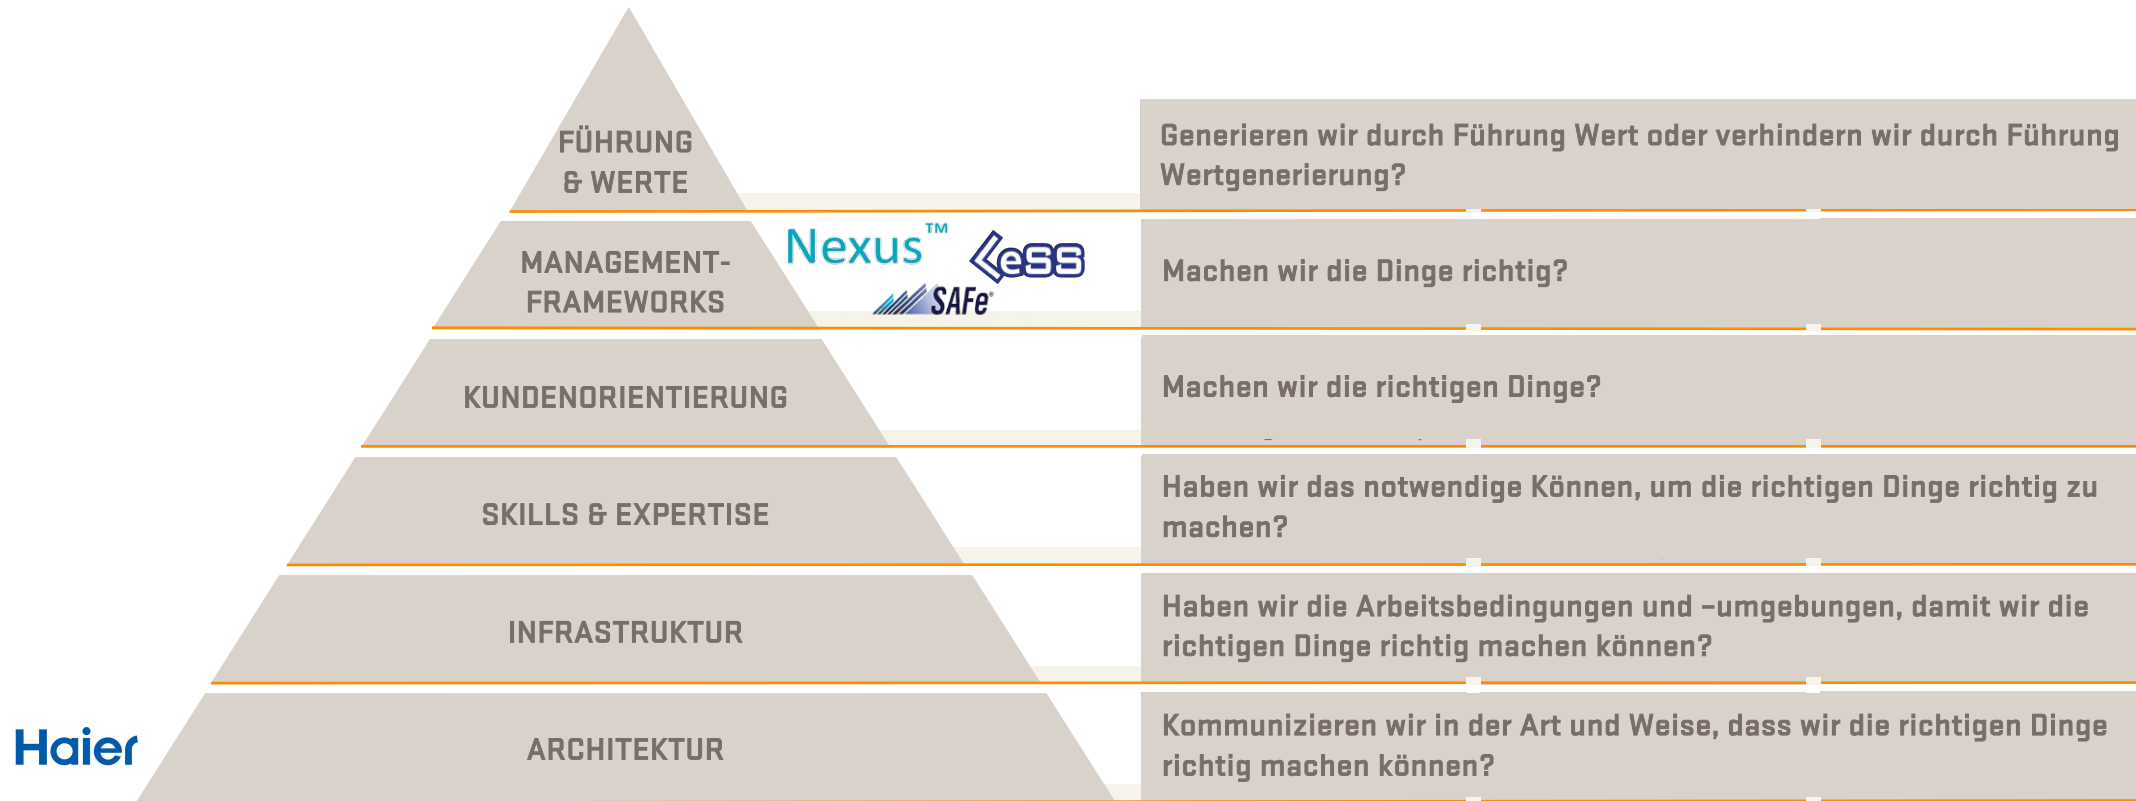 FÜHRUNG
& WERTE
Generieren wir durch Führung Wert oder verhindern wir durch Führung
Wertgenerierung?
MANAGEMENT-
FRAMEWORKS
Nexus™
LeSS
SAFe®
Machen wir die Dinge richtig?
KUNDENORIENTIERUNG
Machen wir die richtigen Dinge?
SKILLS & EXPERTISE
Haben wir das notwendige Können, um die richtigen Dinge richtig zu
machen?
INFRASTRUKTUR
Haben wir die Arbeitsbedingungen und –umgebungen, damit wir die
richtigen Dinge richtig machen können?
Haier
ARCHITEKTUR
Kommunizieren wir in der Art und Weise, dass wir die richtigen Dinge
richtig machen können?